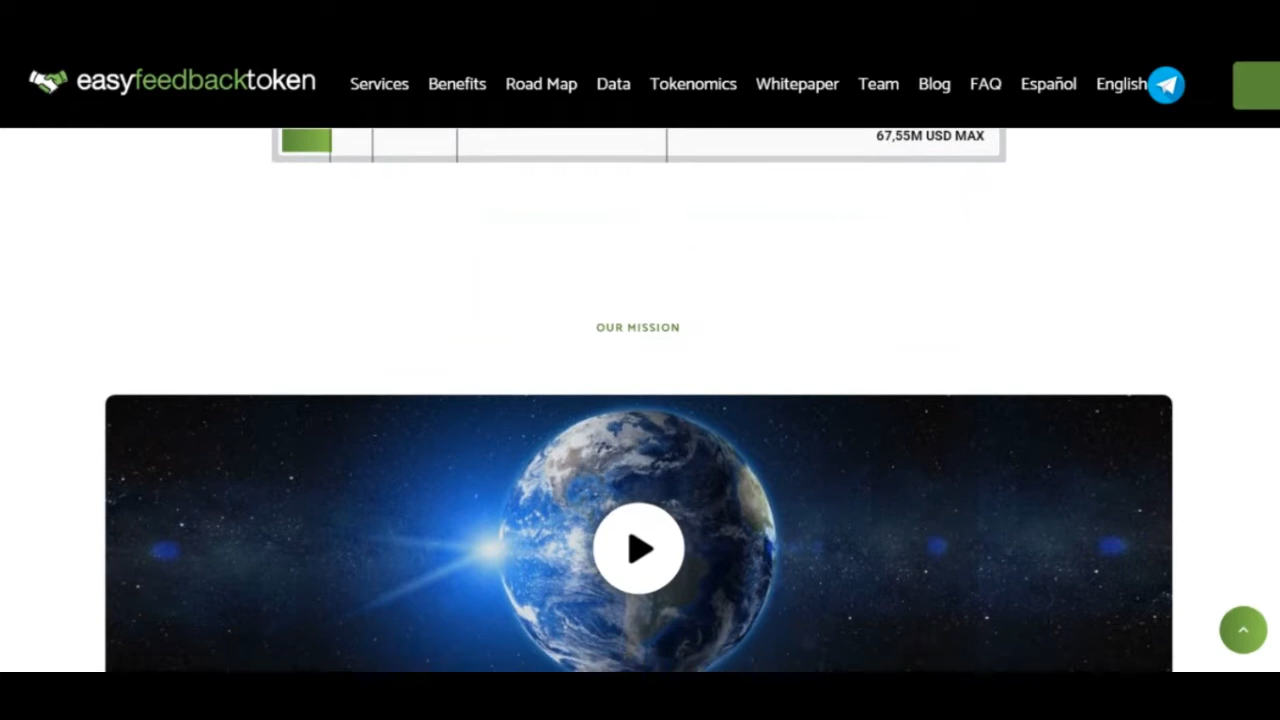 easyfeedbacktoken
Services Benefits Road Map Data Tokenomics Whitepaper Team Blog FAQ Español English
67,55M USD MAX
OUR MISSION